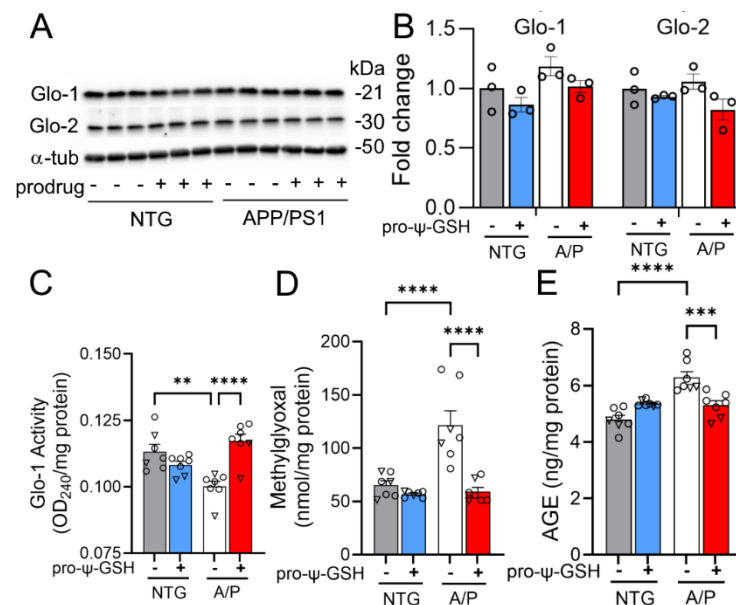 A
kDa
Glo-1
-21
Glo-2
-30
α-tub
-50
prodrug - - - + + + - - - + + +
NTG APP/PS1
B
Glo-1 Glo-2
Fold change
1.5
1.0
0.5
0.0
pro-ψ-GSH - + - + - + - +
NTG A/P NTG A/P
C
Glo-1 Activity
(OD240/mg protein)
0.150
0.125
0.100
0.075
** ****
pro-ψ-GSH - + - +
NTG A/P
D
Methylglyoxal
(nmol/mg protein)
200
150
100
50
0
****
****
pro-ψ-GSH - + - +
NTG A/P
E
AGE (ng/mg protein)
8
6
4
2
0
****
***
pro-ψ-GSH - + - +
NTG A/P